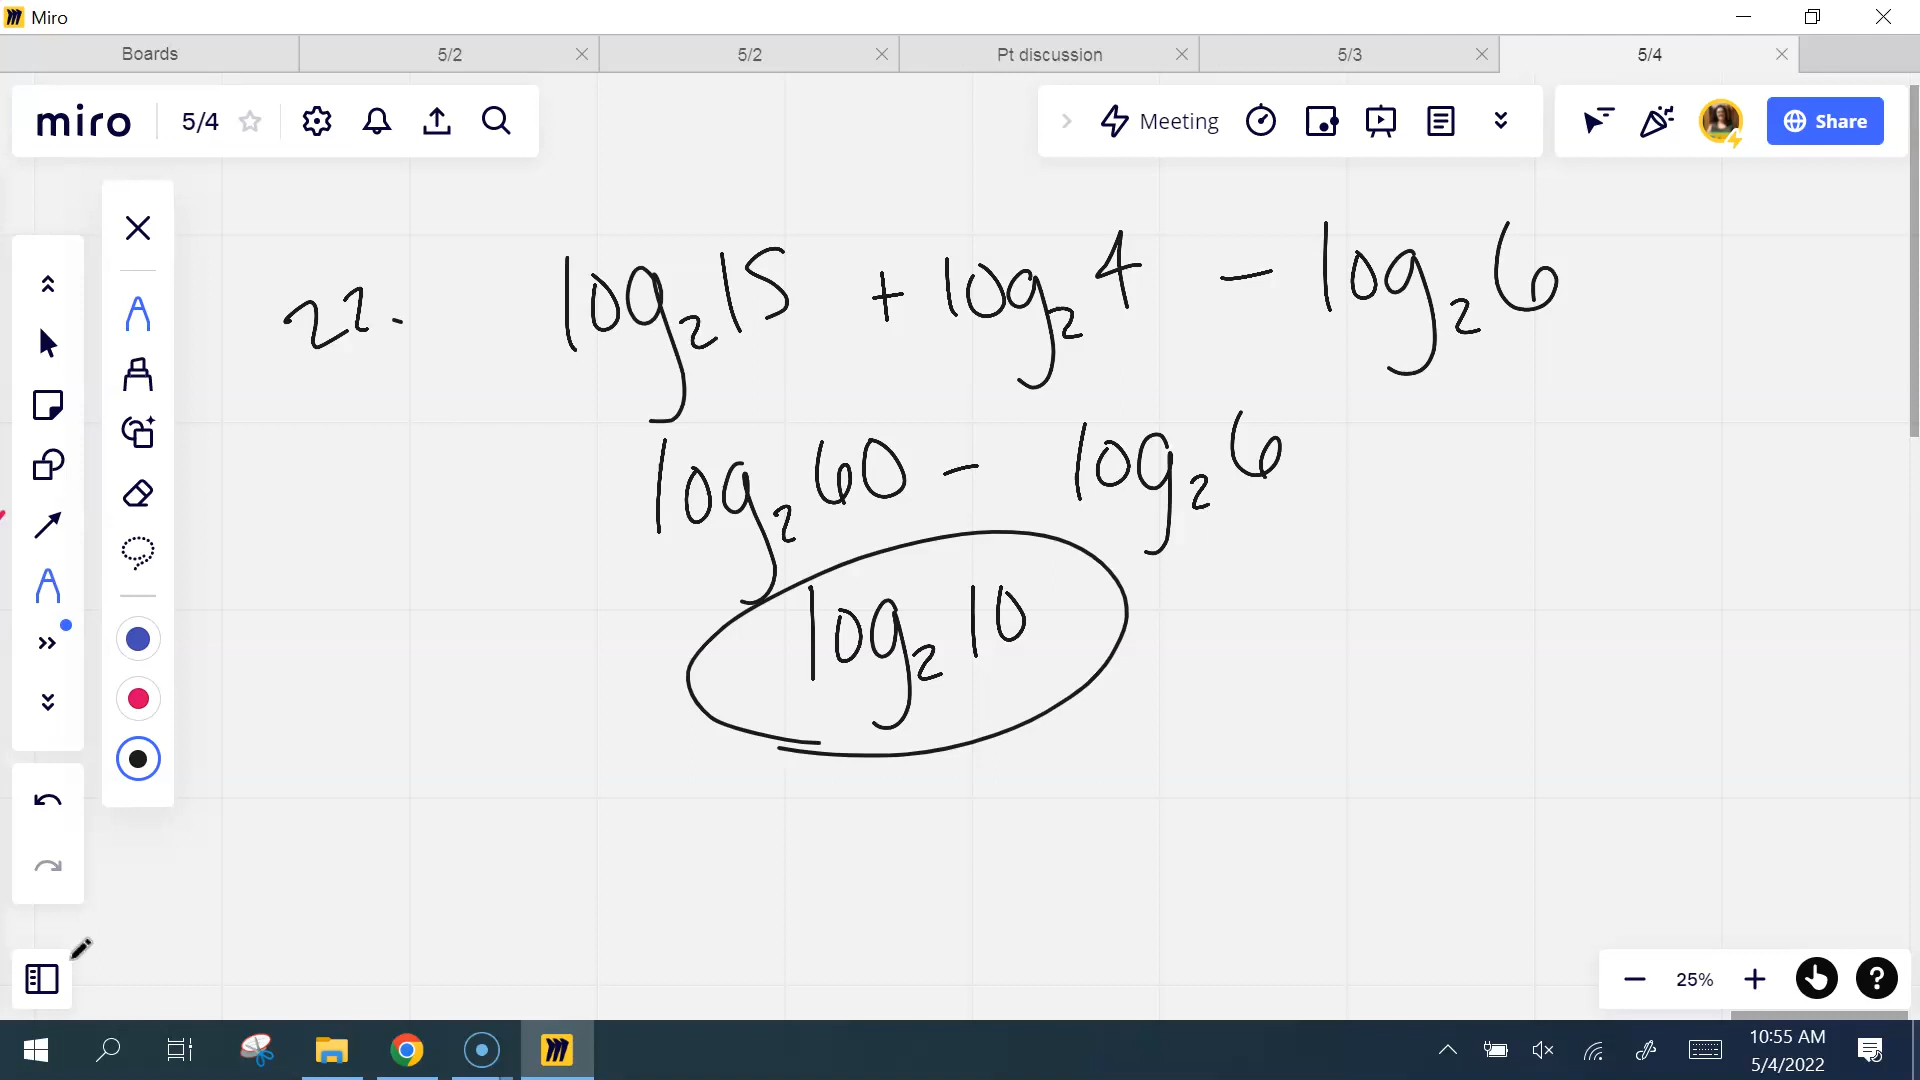 Miro
Boards 5/2 5/2 Pt discussion 5/3 5/4
miro 5/4 Meeting Share
22. log₂15 + log₂4 − log₂6
log₂60 − log₂6
log₂10
− 25% + ?
10:55 AM
5/4/2022